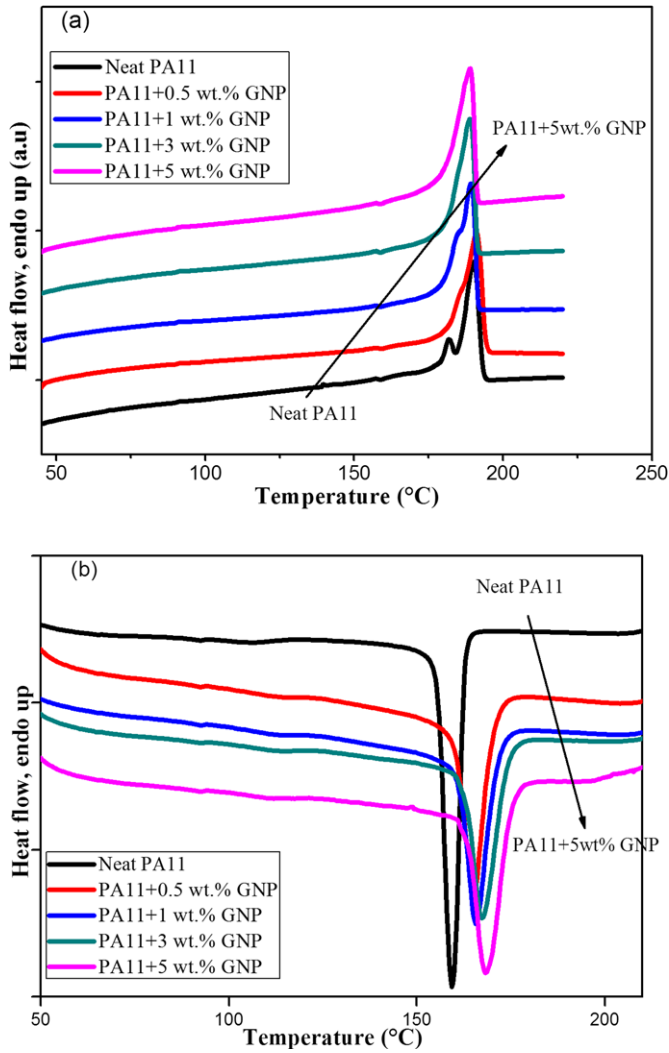 (a)
Neat PA11
PA11+0.5 wt.% GNP
PA11+1 wt.% GNP
PA11+3 wt.% GNP
PA11+5 wt.% GNP
PA11+5wt.% GNP
Neat PA11
Heat flow, endo up (a.u)
50 100 150 200 250
Temperature (°C)
(b)
Neat PA11
PA11+5wt% GNP
Heat flow, endo up
Neat PA11
PA11+0.5 wt.% GNP
PA11+1 wt.% GNP
PA11+3 wt.% GNP
PA11+5 wt.% GNP
50 100 150 200
Temperature (°C)